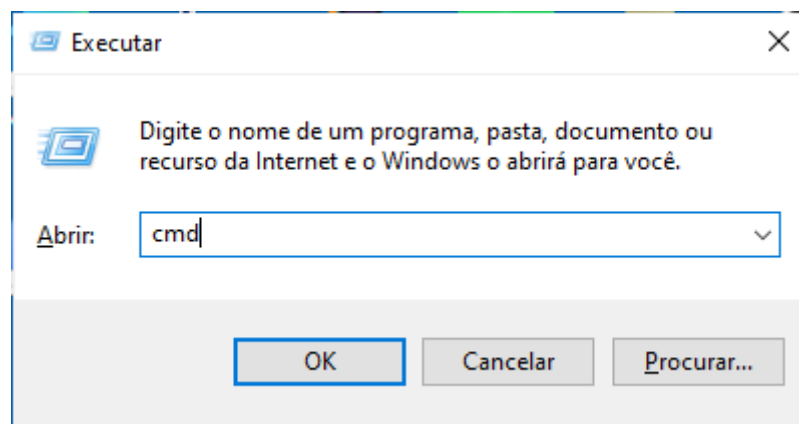 Executar
Digite o nome de um programa, pasta, documento ou
recurso da Internet e o Windows o abrirá para você.
Abrir: cmd
OK Cancelar Procurar...